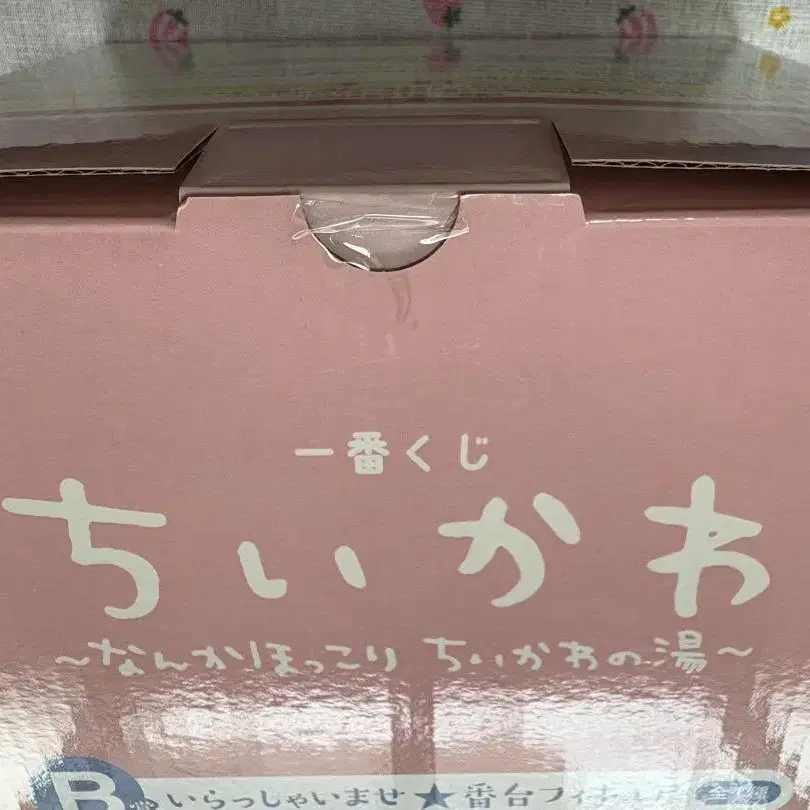 一番くじ
ちいかわ
~なんかほっこり ちいかわの湯~
B いらっしゃいませ★番台フィギュア